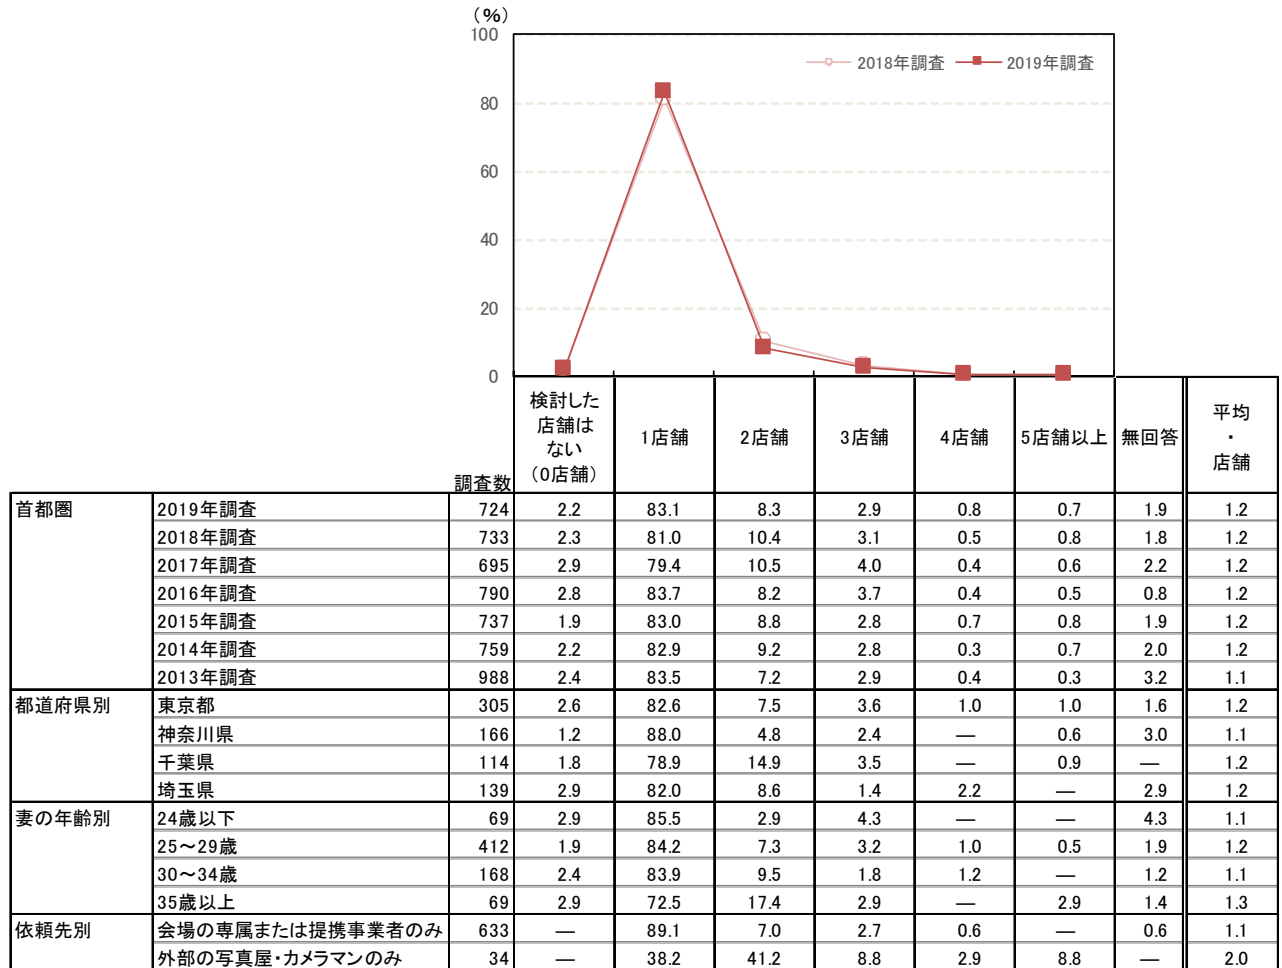 (%)
100
80
60
40
20
0
2018年調査 2019年調査
調査数 検討した店舗はない(0店舗) 1店舗 2店舗 3店舗 4店舗 5店舗以上 無回答 平均・店舗
首都圏 2019年調査 724 2.2 83.1 8.3 2.9 0.8 0.7 1.9 1.2
2018年調査 733 2.3 81.0 10.4 3.1 0.5 0.8 1.8 1.2
2017年調査 695 2.9 79.4 10.5 4.0 0.4 0.6 2.2 1.2
2016年調査 790 2.8 83.7 8.2 3.7 0.4 0.5 0.8 1.2
2015年調査 737 1.9 83.0 8.8 2.8 0.7 0.8 1.9 1.2
2014年調査 759 2.2 82.9 9.2 2.8 0.3 0.7 2.0 1.2
2013年調査 988 2.4 83.5 7.2 2.9 0.4 0.3 3.2 1.1
都道府県別 東京都 305 2.6 82.6 7.5 3.6 1.0 1.0 1.6 1.2
神奈川県 166 1.2 88.0 4.8 2.4 ― 0.6 3.0 1.1
千葉県 114 1.8 78.9 14.9 3.5 ― 0.9 ― 1.2
埼玉県 139 2.9 82.0 8.6 1.4 2.2 ― 2.9 1.2
妻の年齢別 24歳以下 69 2.9 85.5 2.9 4.3 ― ― 4.3 1.1
25～29歳 412 1.9 84.2 7.3 3.2 1.0 0.5 1.9 1.2
30～34歳 168 2.4 83.9 9.5 1.8 1.2 ― 1.2 1.1
35歳以上 69 2.9 72.5 17.4 2.9 ― 2.9 1.4 1.3
依頼先別 会場の専属または提携事業者のみ 633 ― 89.1 7.0 2.7 0.6 ― 0.6 1.1
外部の写真屋・カメラマンのみ 34 ― 38.2 41.2 8.8 2.9 8.8 ― 2.0